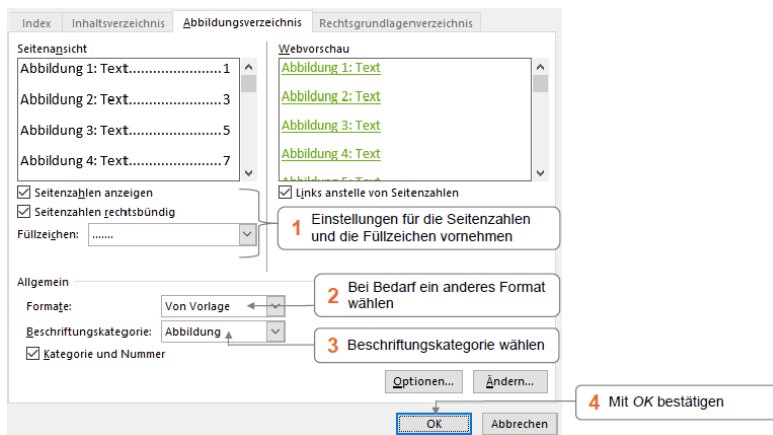 Index Inhaltsverzeichnis Abbildungsverzeichnis Rechtsgrundlagenverzeichnis
Seitenansicht
Abbildung 1: Text.......................1
Abbildung 2: Text.......................3
Abbildung 3: Text.......................5
Abbildung 4: Text.......................7
Webvorschau
Abbildung 1: Text
Abbildung 2: Text
Abbildung 3: Text
Abbildung 4: Text
Seitenzahlen anzeigen
Seitenzahlen rechtsbündig
Füllzeichen: .......
Links anstelle von Seitenzahlen
1 Einstellungen für die Seitenzahlen
und die Füllzeichen vornehmen
Allgemein
Formate: Von Vorlage
2 Bei Bedarf ein anderes Format
wählen
Beschriftungskategorie: Abbildung
3 Beschriftungskategorie wählen
Kategorie und Nummer
Optionen... Ändern...
4 Mit OK bestätigen
OK Abbrechen